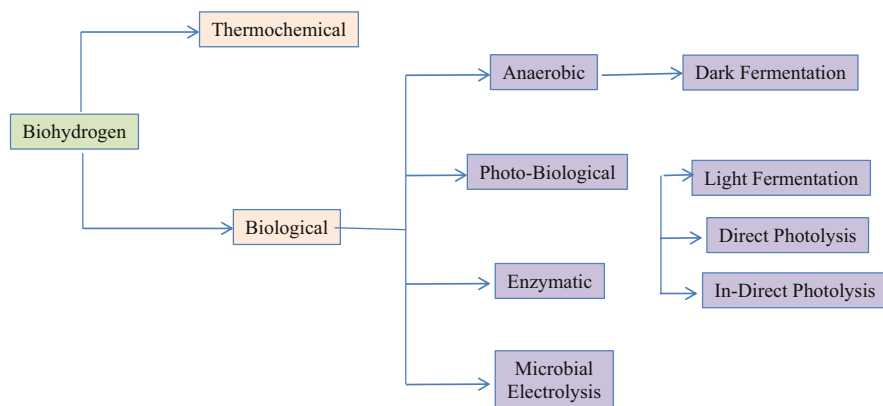 Thermochemical
Anaerobic
Dark Fermentation
Biohydrogen
Photo-Biological
Light Fermentation
Biological
Direct Photolysis
Enzymatic
In-Direct Photolysis
Microbial
Electrolysis